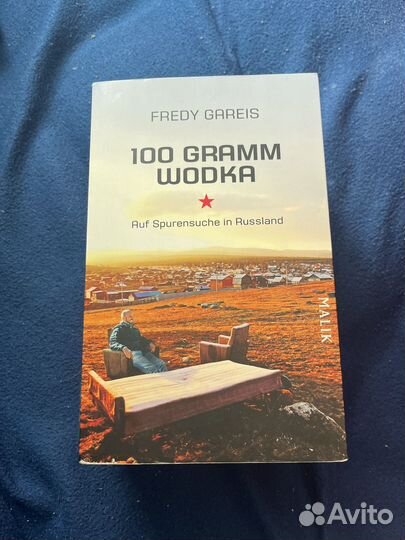 FREDY GAREIS
100 GRAMM
WODKA
Auf Spurensuche in Russland
MALIK
Avito